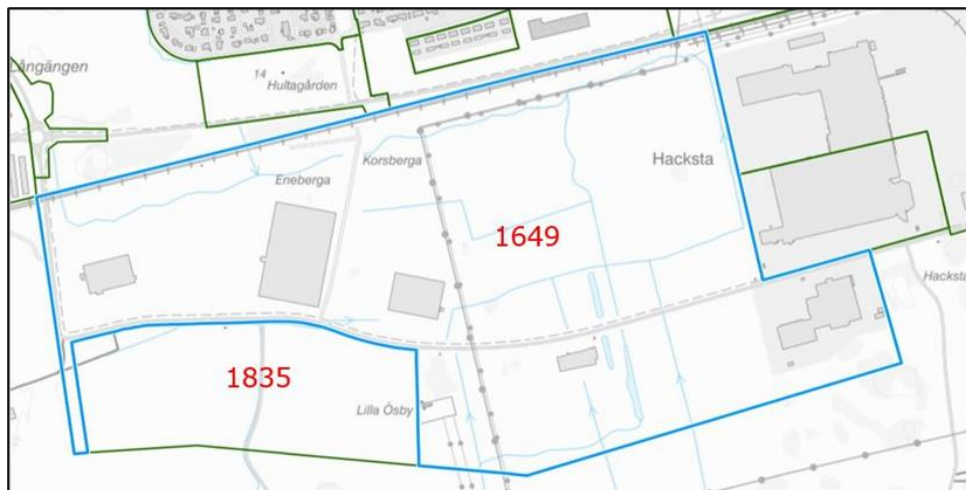 Långängen
14
Hultagården
Korsberga
Hacksta
Eneberga
1649
Hacksta
1835
Lilla Ösby